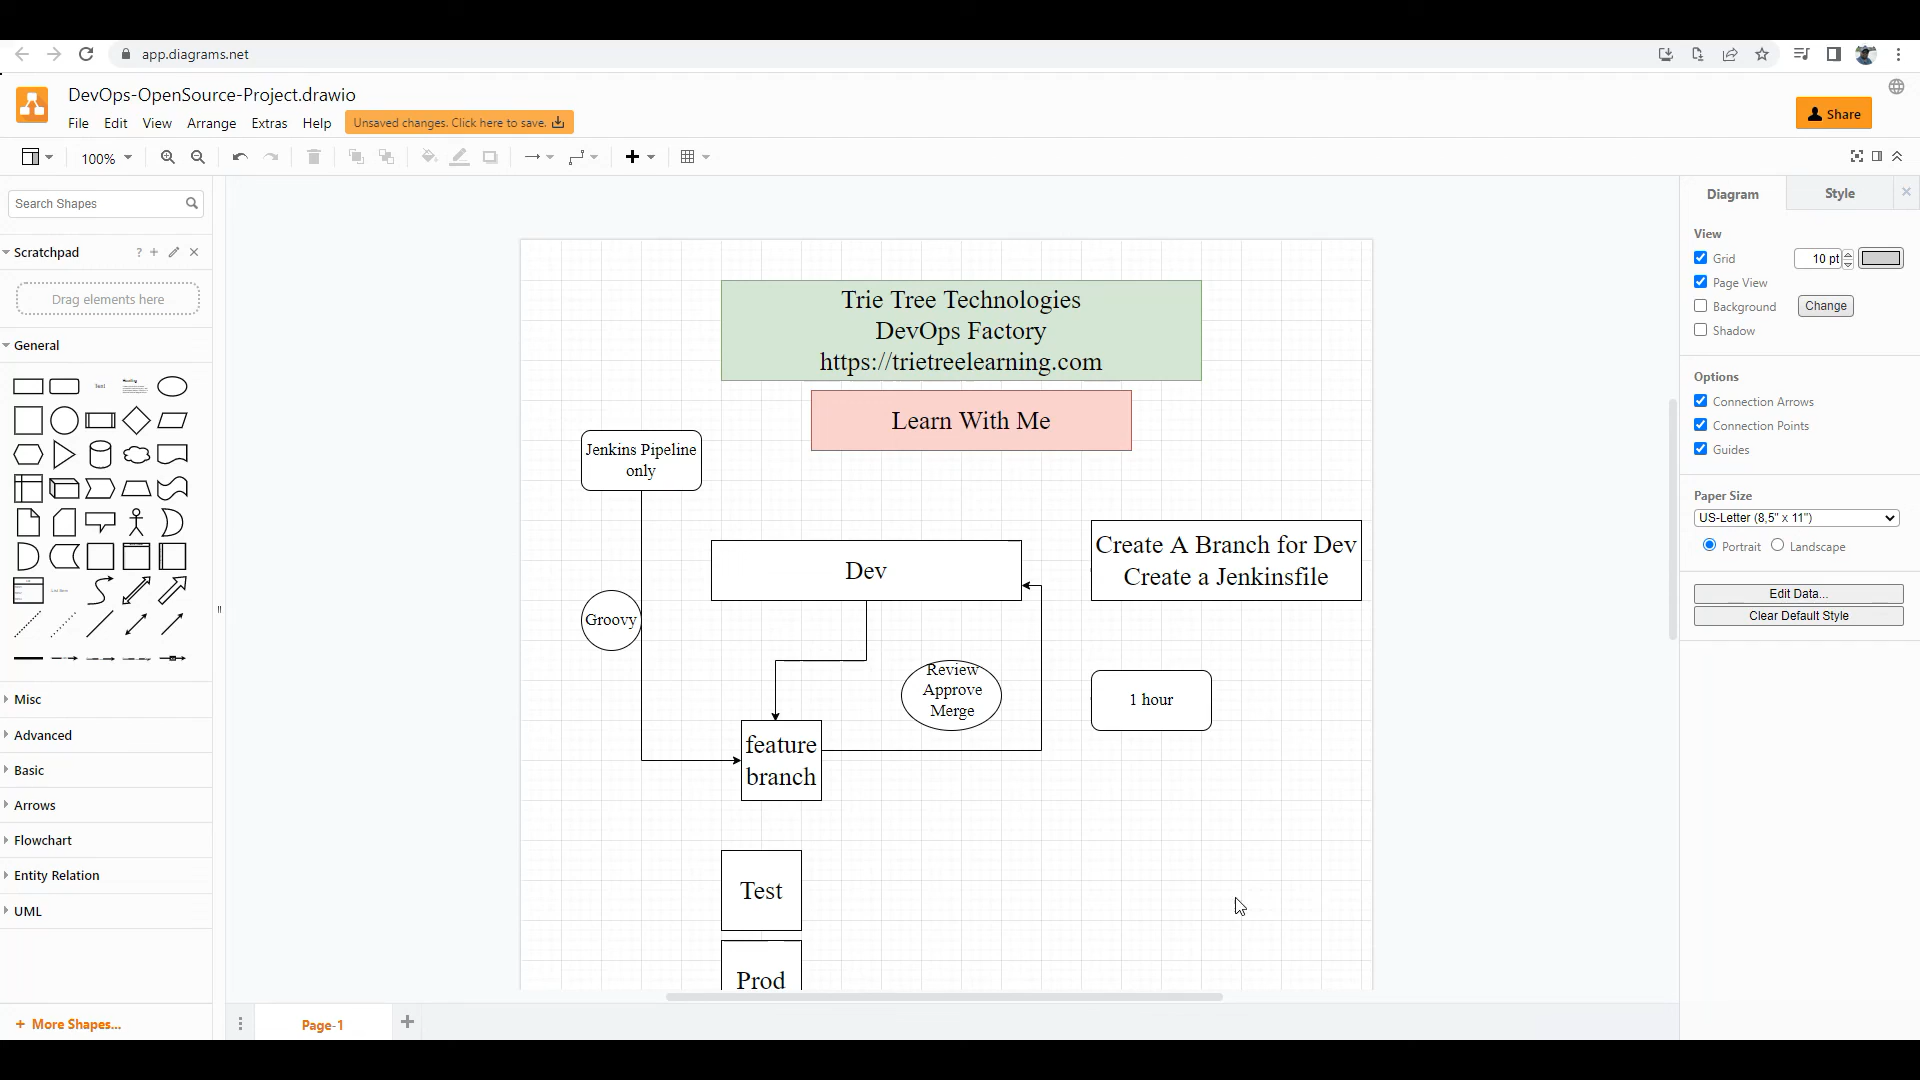 app.diagrams.net
DevOps-OpenSource-Project.drawio
File Edit View Arrange Extras Help
Unsaved changes. Click here to save.
Share
100%
Search Shapes
Scratchpad
?
Drag elements here
General
Text
Heading
Misc
Advanced
Basic
Arrows
Flowchart
Entity Relation
UML
+ More Shapes...
Trie Tree Technologies
DevOps Factory
https://trietreelearning.com
Learn With Me
Jenkins Pipeline
only
Dev
Create A Branch for Dev
Create a Jenkinsfile
Groovy
Review
Approve
Merge
1 hour
feature
branch
Test
Prod
Page-1
Diagram
Style
View
Grid
10 pt
Page View
Background
Change
Shadow
Options
Connection Arrows
Connection Points
Guides
Paper Size
US-Letter (8,5" x 11")
Portrait
Landscape
Edit Data...
Clear Default Style